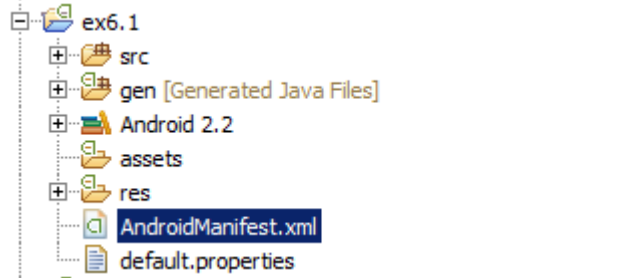 ex6.1
src
gen [Generated Java Files]
Android 2.2
assets
res
AndroidManifest.xml
default.properties